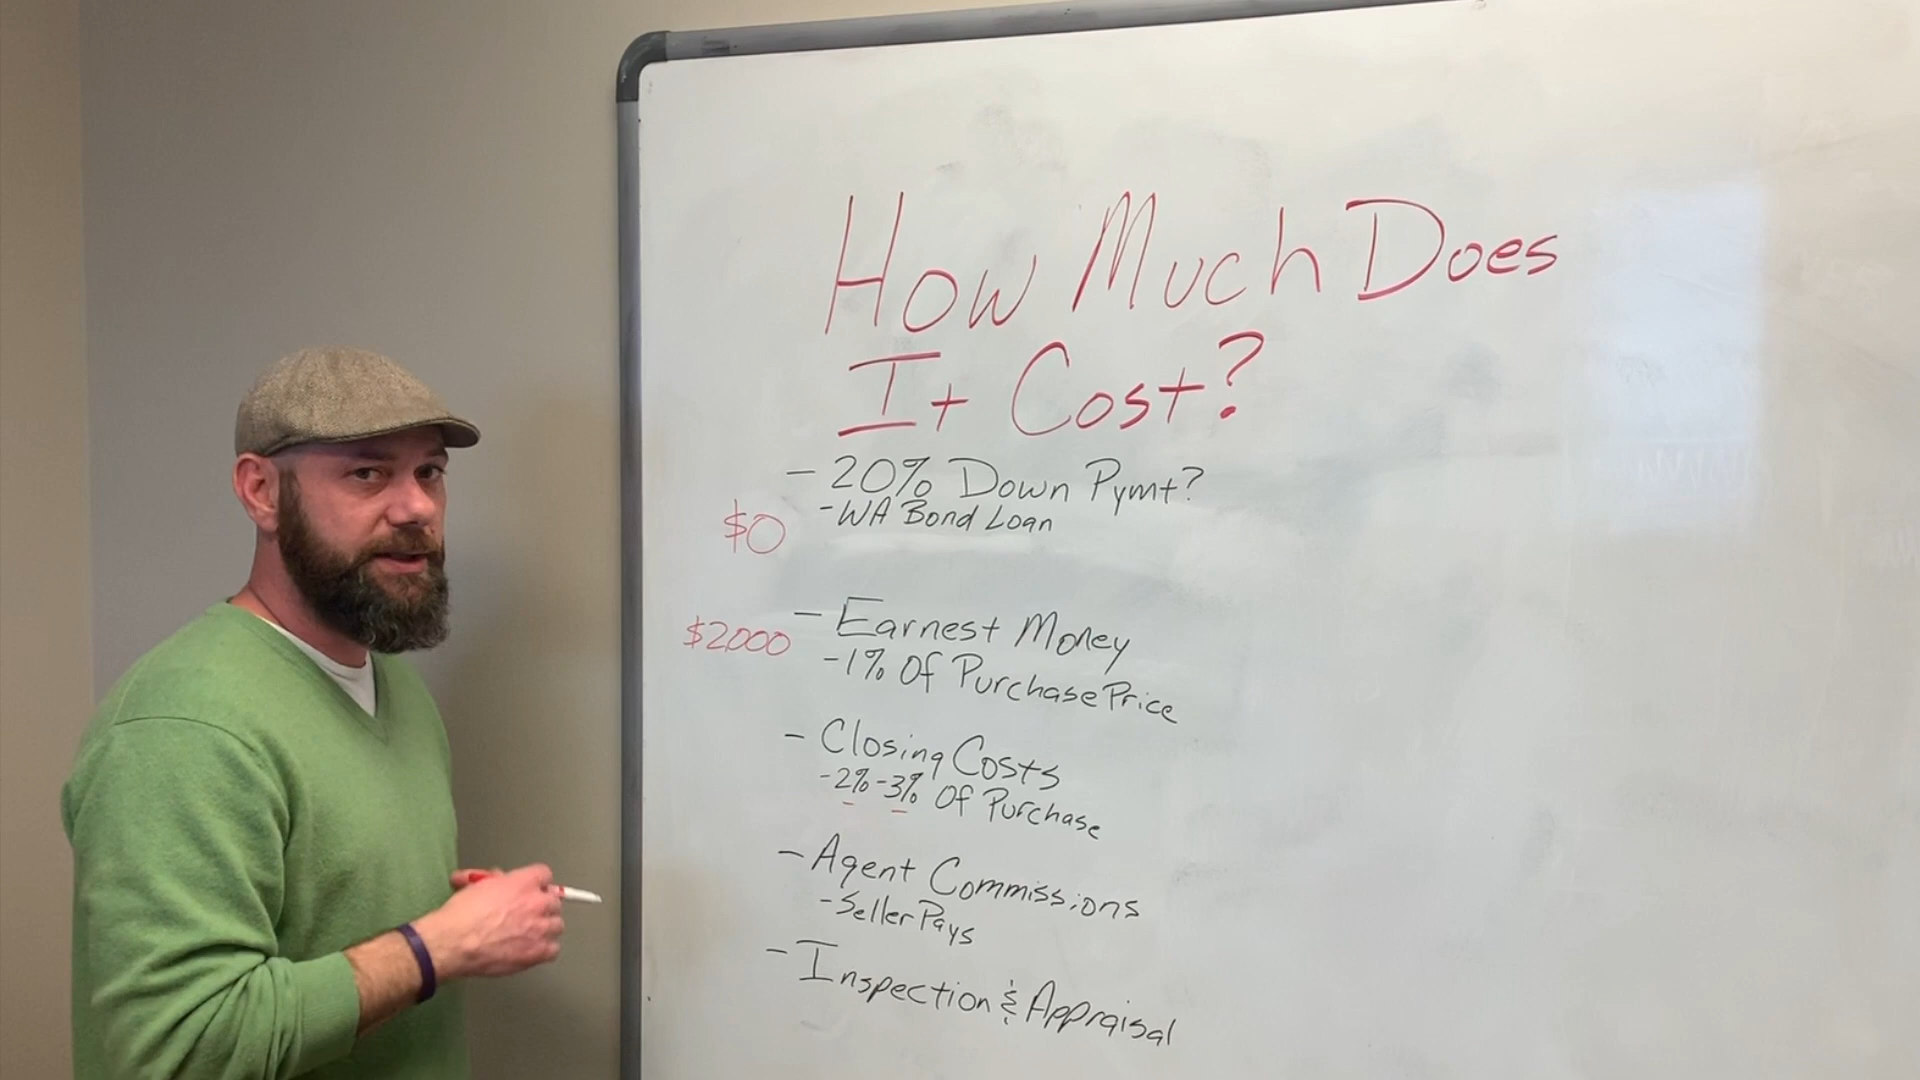 How Much Does
It Cost?
- 20% Down Pymt?
$0 - WA Bond Loan
$2000 - Earnest Money
- 1% Of Purchase Price
- Closing Costs
- 2% - 3% Of Purchase
- Agent Commissions
- Seller Pays
- Inspection & Appraisal